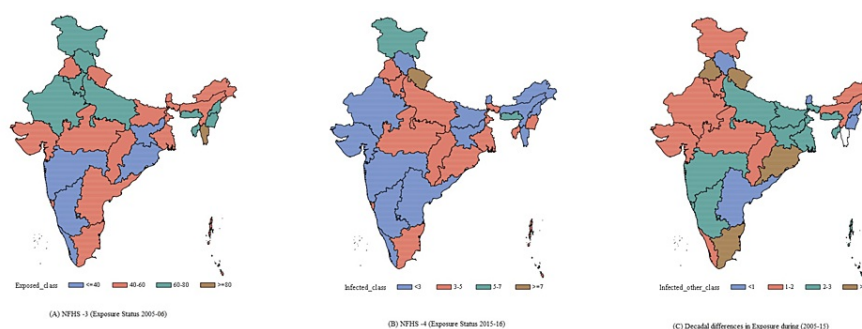 Exposed_class <=40 40-60 60-80 >=80
(A) NFHS -3 (Exposure Status 2005-06)
Infected_class <3 3-5 5-7 >=7
(B) NFHS -4 (Exposure Status 2015-16)
Infected_other_class <1 1-2 2-3 >
(C) Decadal differences in Exposure during (2005-15)